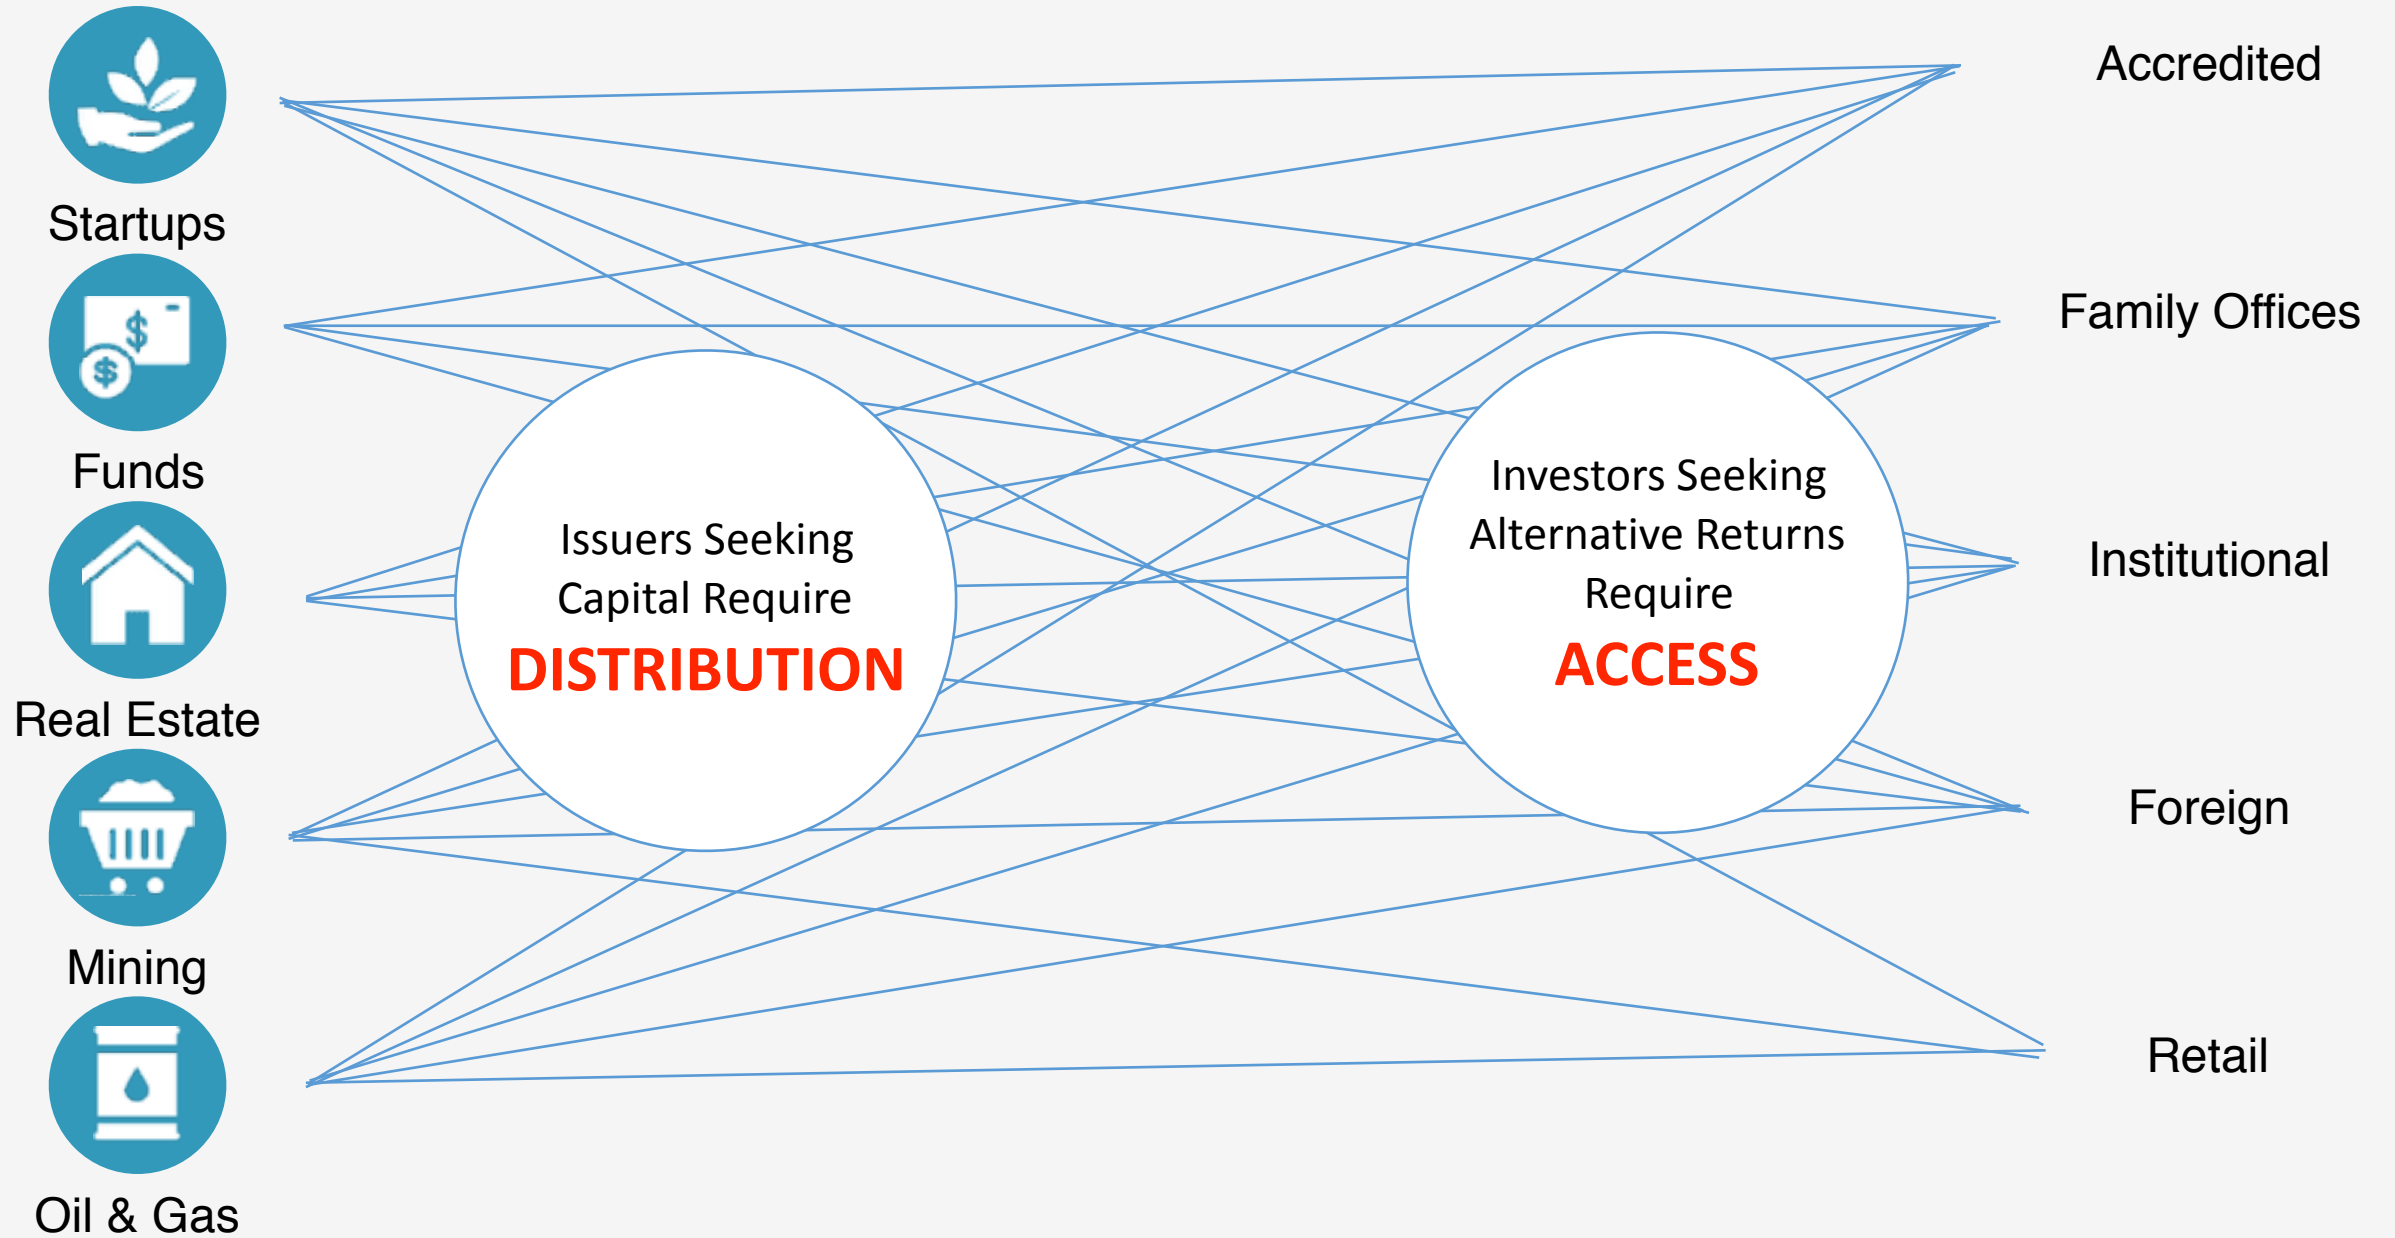 Startups
Funds
Real Estate
Mining
Oil & Gas
Issuers Seeking
Capital Require
DISTRIBUTION
Investors Seeking
Alternative Returns
Require
ACCESS
Accredited
Family Offices
Institutional
Foreign
Retail